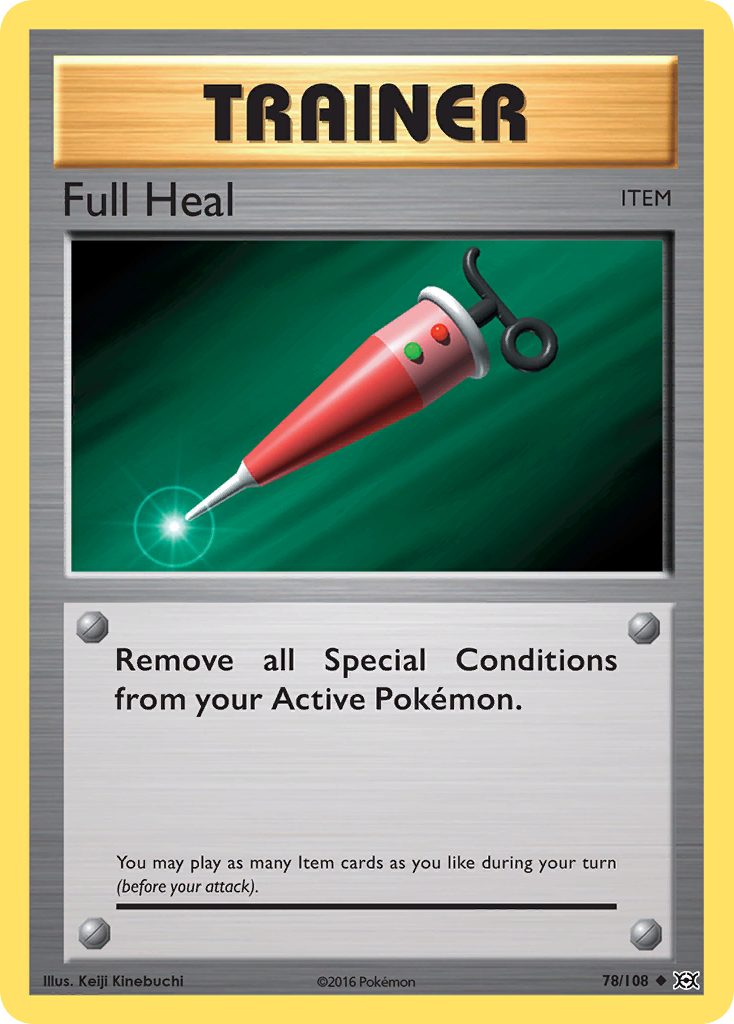 TRAINER
Full Heal
ITEM
Remove all Special Conditions
from your Active Pokémon.
You may play as many Item cards as you like during your turn
(before your attack).
Illus. Keiji Kinebuchi
©2016 Pokémon
78/108